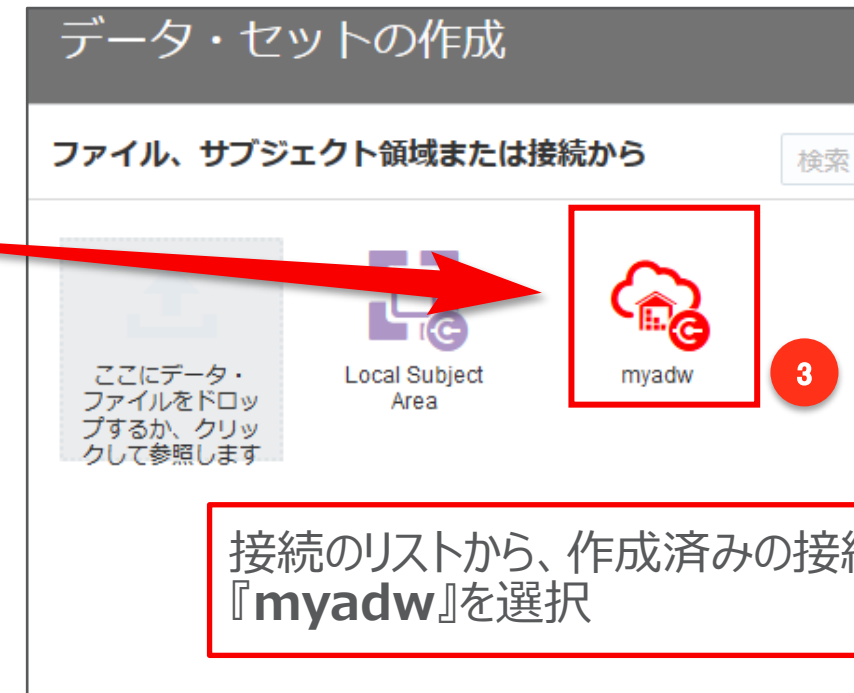 データ・セットの作成
ファイル、サブジェクト領域または接続から
検索
ここにデータ・
ファイルをドロッ
プするか、クリッ
クして参照します
Local Subject
Area
myadw
3
接続のリストから、作成済みの接
『myadw』を選択